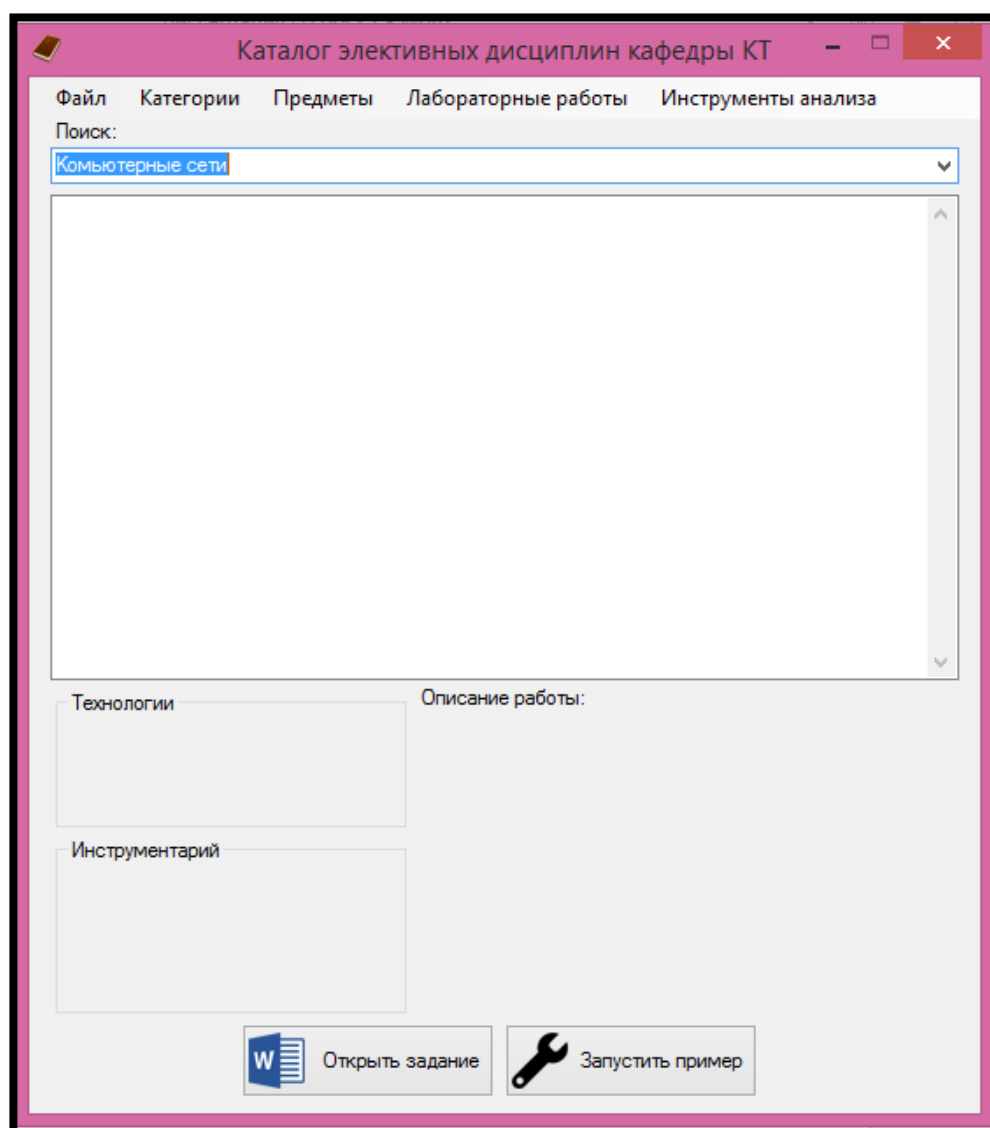 Каталог элективных дисциплин кафедры КТ
Файл Категории Предметы Лабораторные работы Инструменты анализа
Поиск:
Комьютерные сети
Технологии
Описание работы:
Инструментарий
W Открыть задание Запустить пример